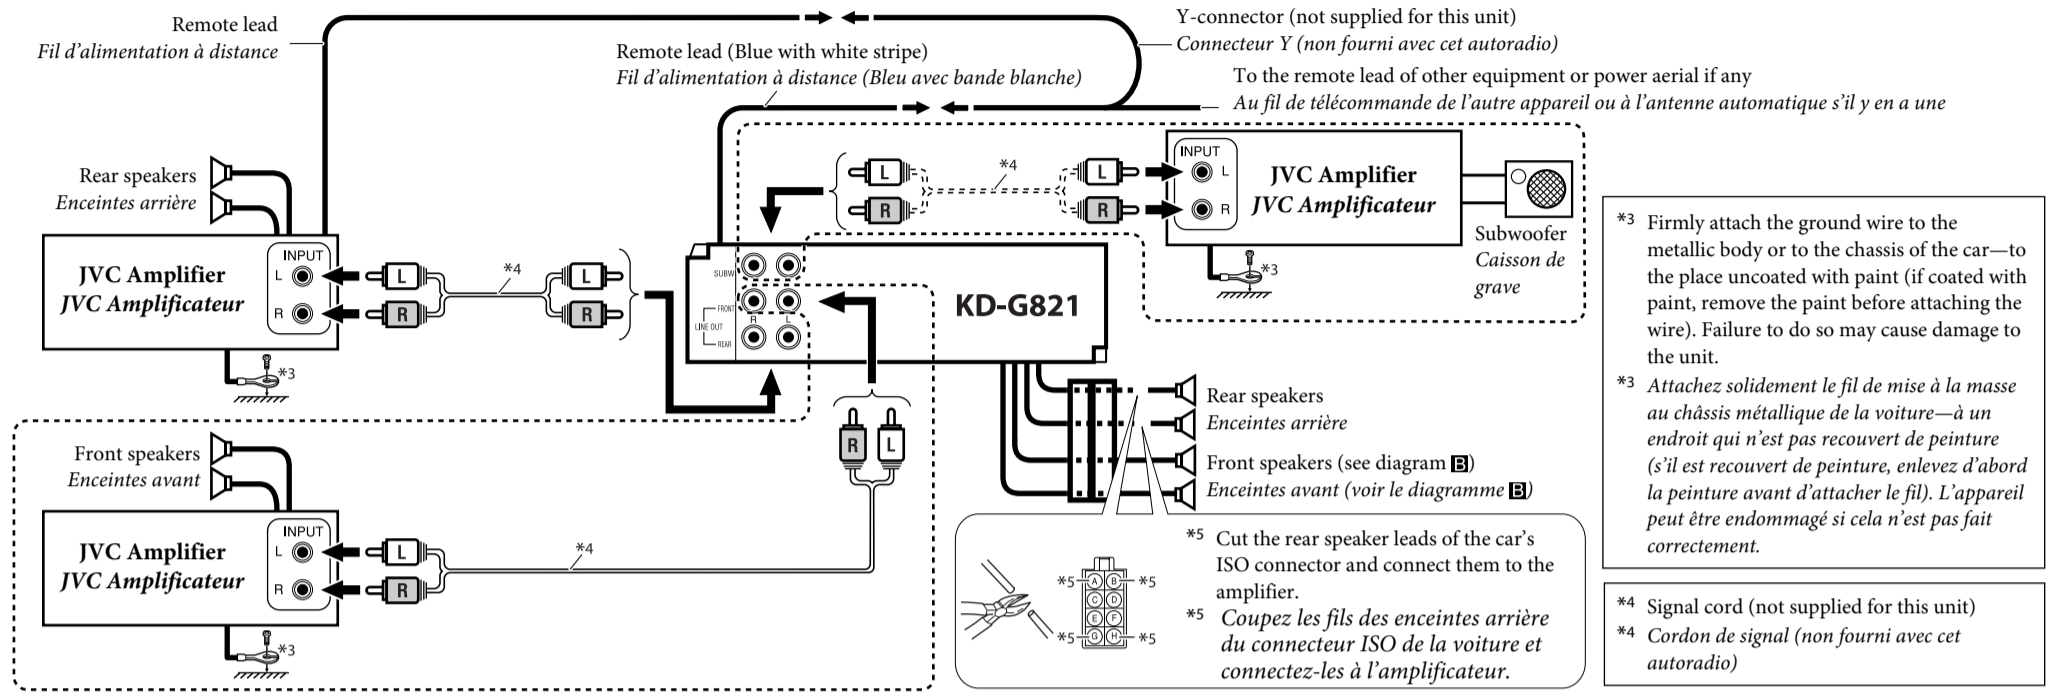 Remote lead
Fil d'alimentation à distance
Remote lead (Blue with white stripe)
Fil d'alimentation à distance (Bleu avec bande blanche)
Y-connector (not supplied for this unit)
Connecteur Y (non fourni avec cet autoradio)
To the remote lead of other equipment or power aerial if any
Au fil de télécommande de l'autre appareil ou à l'antenne automatique s'il y en a une
Rear speakers
Enceintes arrière
JVC Amplifier
JVC Amplificateur
INPUT
L
R
L
R
*4
L
R
*3
L
R
*4
L
R
INPUT
L
R
JVC Amplifier
JVC Amplificateur
Subwoofer
Caisson de
grave
*3
SUBW
FRONT
R L
LINE OUT
REAR
KD-G821
Rear speakers
Enceintes arrière
Front speakers (see diagram B)
Enceintes avant (voir le diagramme B)
R L
Front speakers
Enceintes avant
JVC Amplifier
JVC Amplificateur
INPUT
L
R
L
R
*4
*3
*5 Cut the rear speaker leads of the car's
ISO connector and connect them to the
amplifier.
*5 Coupez les fils des enceintes arrière
du connecteur ISO de la voiture et
connectez-les à l'amplificateur.
*5 A B *5
C D
E F
*5 G H *5
*3 Firmly attach the ground wire to the
metallic body or to the chassis of the car—to
the place uncoated with paint (if coated with
paint, remove the paint before attaching the
wire). Failure to do so may cause damage to
the unit.
*3 Attachez solidement le fil de mise à la masse
au châssis métallique de la voiture—à un
endroit qui n'est pas recouvert de peinture
(s'il est recouvert de peinture, enlevez d'abord
la peinture avant d'attacher le fil). L'appareil
peut être endommagé si cela n'est pas fait
correctement.
*4 Signal cord (not supplied for this unit)
*4 Cordon de signal (non fourni avec cet
autoradio)